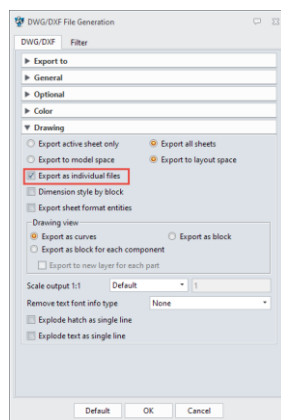 DWG/DXF File Generation
DWG/DXF Filter
Export to
General
Optional
Color
Drawing
Export active sheet only Export all sheets
Export to model space Export to layout space
Export as individual files
Dimension style by block
Export sheet format entities
Drawing view
Export as curves Export as block
Export as block for each component
Export to new layer for each part
Scale output 1:1 Default 1
Remove text font info type None
Explode hatch as single line
Explode text as single line
Default OK Cancel